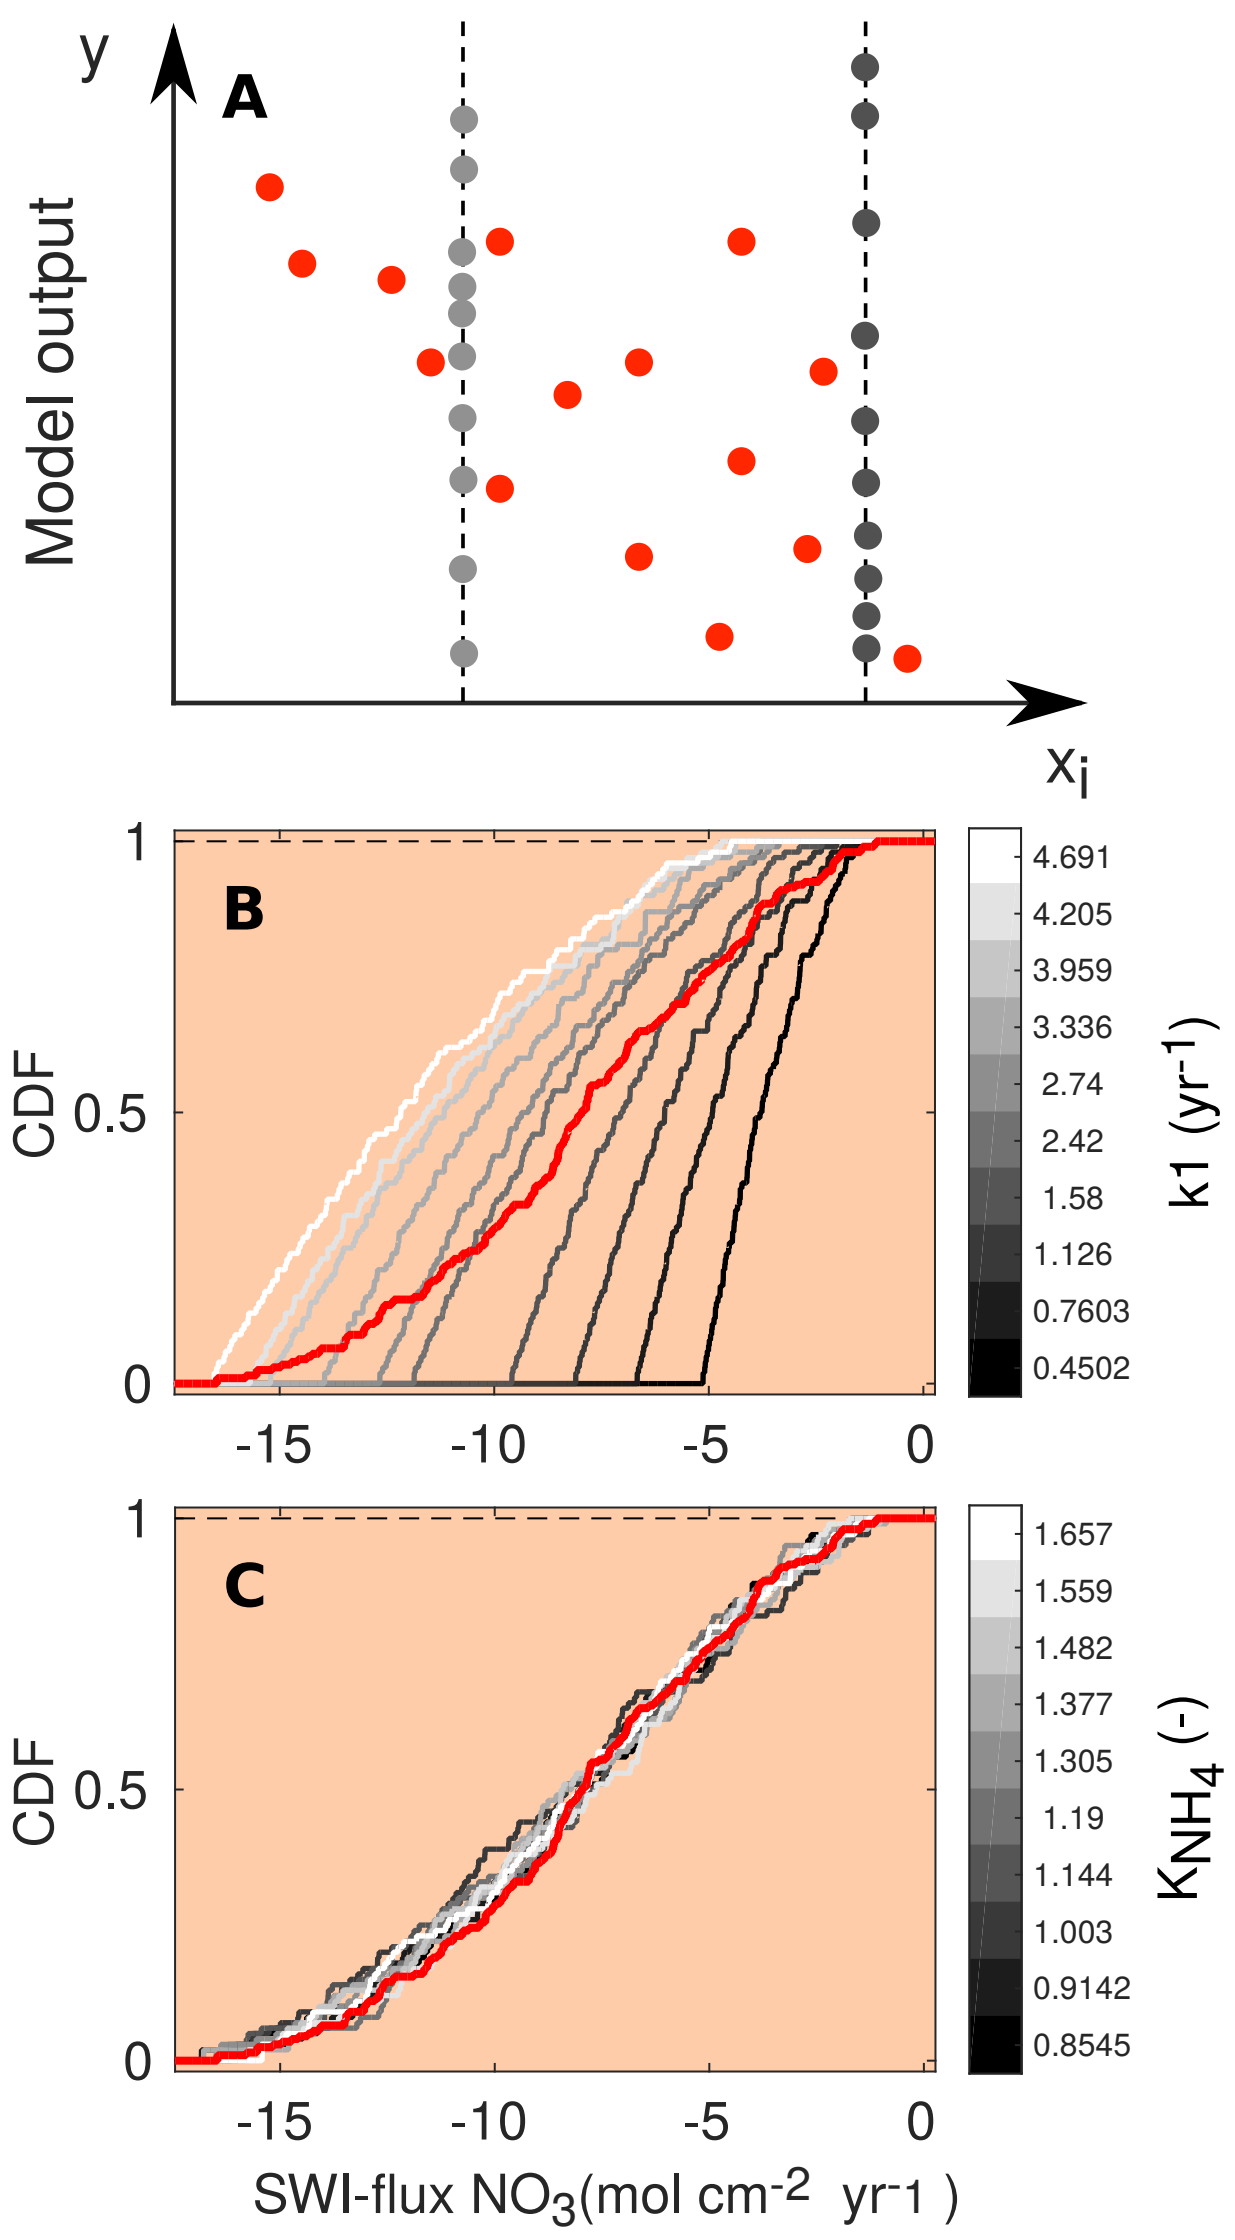 y
A
Model output
xi
1
B
CDF
0.5
0
-15 -10 -5 0
4.691
4.205
3.959
3.336
2.74
2.42
1.58
1.126
0.7603
0.4502
k1 (yr-1)
1
C
CDF
0.5
0
-15 -10 -5 0
1.657
1.559
1.482
1.377
1.305
1.19
1.144
1.003
0.9142
0.8545
KNH4 (-)
SWI-flux NO3(mol cm-2 yr-1 )